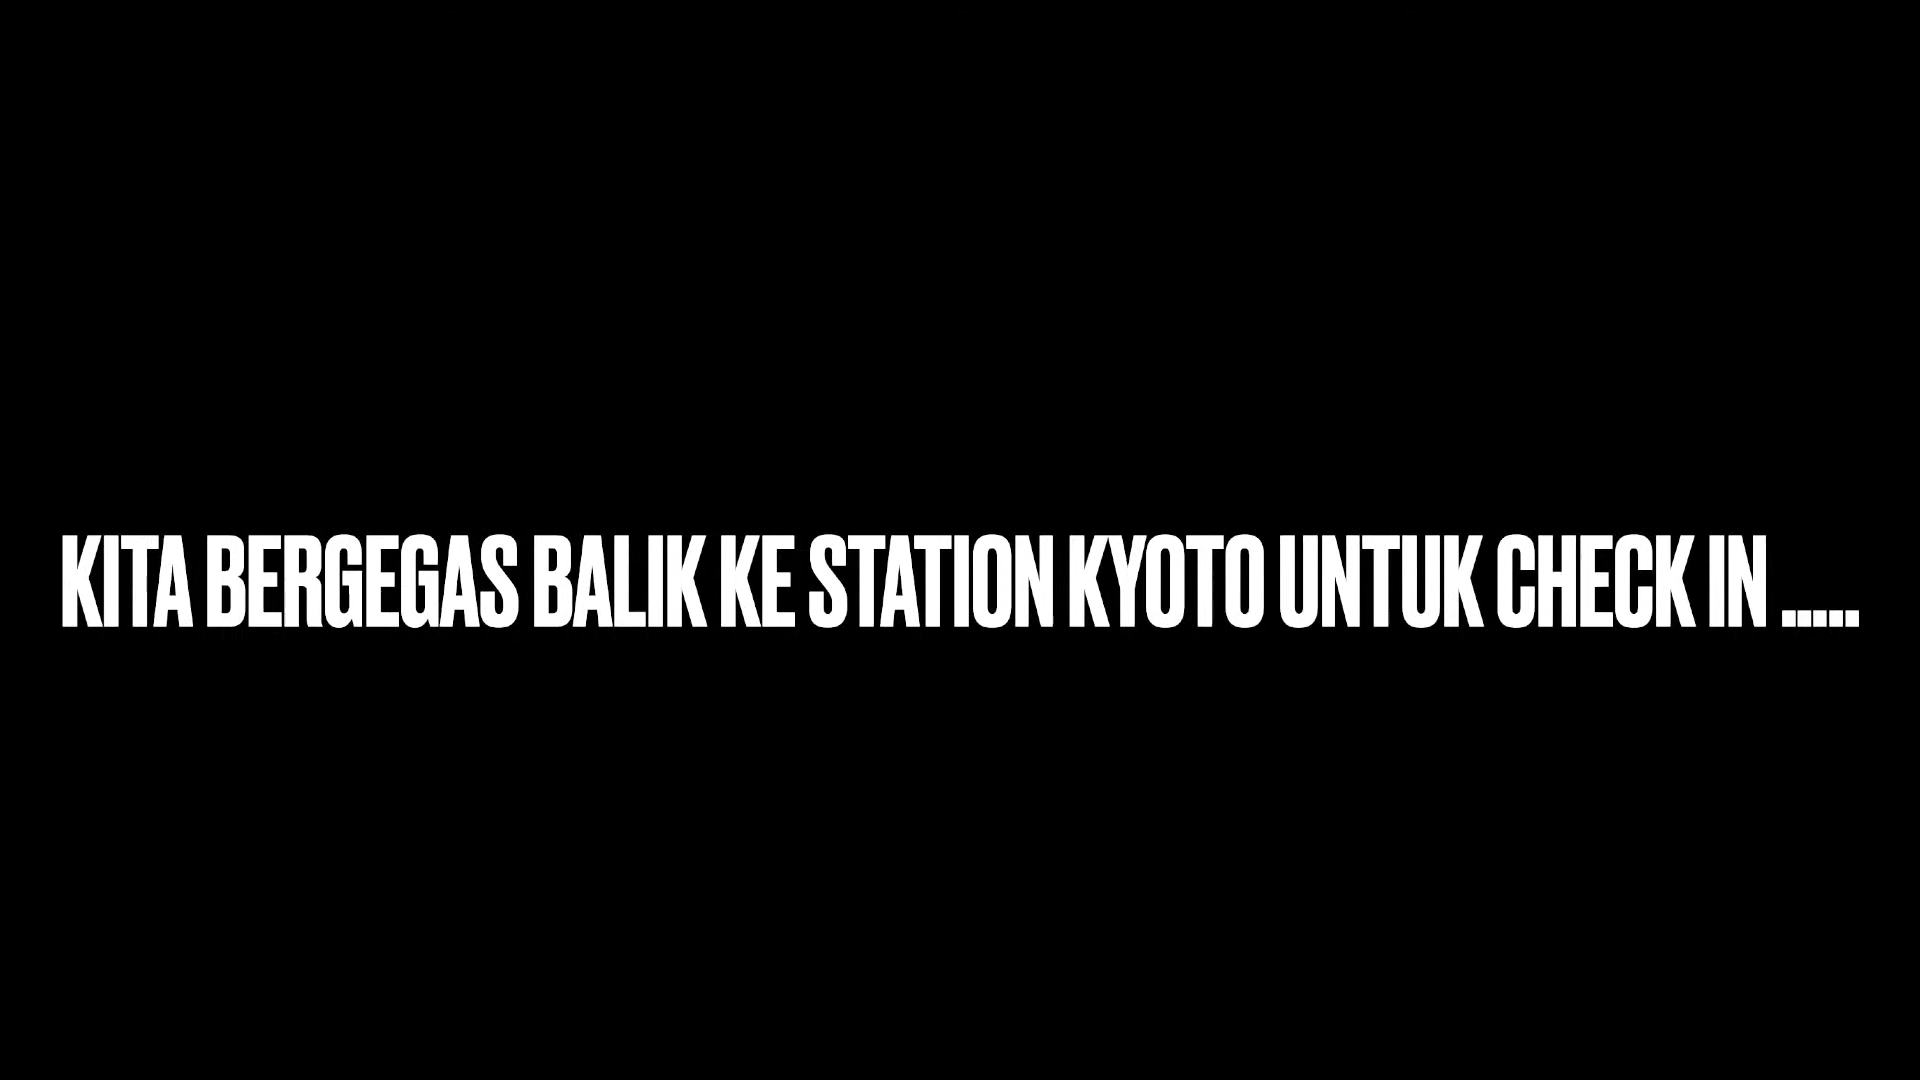 KITA BERGEGAS BALIK KE STATION KYOTO UNTUK CHECK IN .....